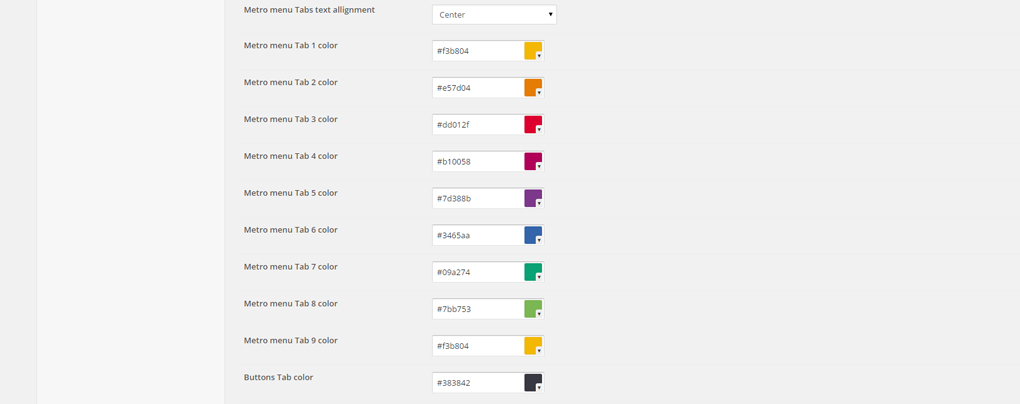 Metro menu Tabs text allignment
Center
Metro menu Tab 1 color
#f3b804
Metro menu Tab 2 color
#e57d04
Metro menu Tab 3 color
#dd012f
Metro menu Tab 4 color
#b10058
Metro menu Tab 5 color
#7d388b
Metro menu Tab 6 color
#3465aa
Metro menu Tab 7 color
#09a274
Metro menu Tab 8 color
#7bb753
Metro menu Tab 9 color
#f3b804
Buttons Tab color
#383842